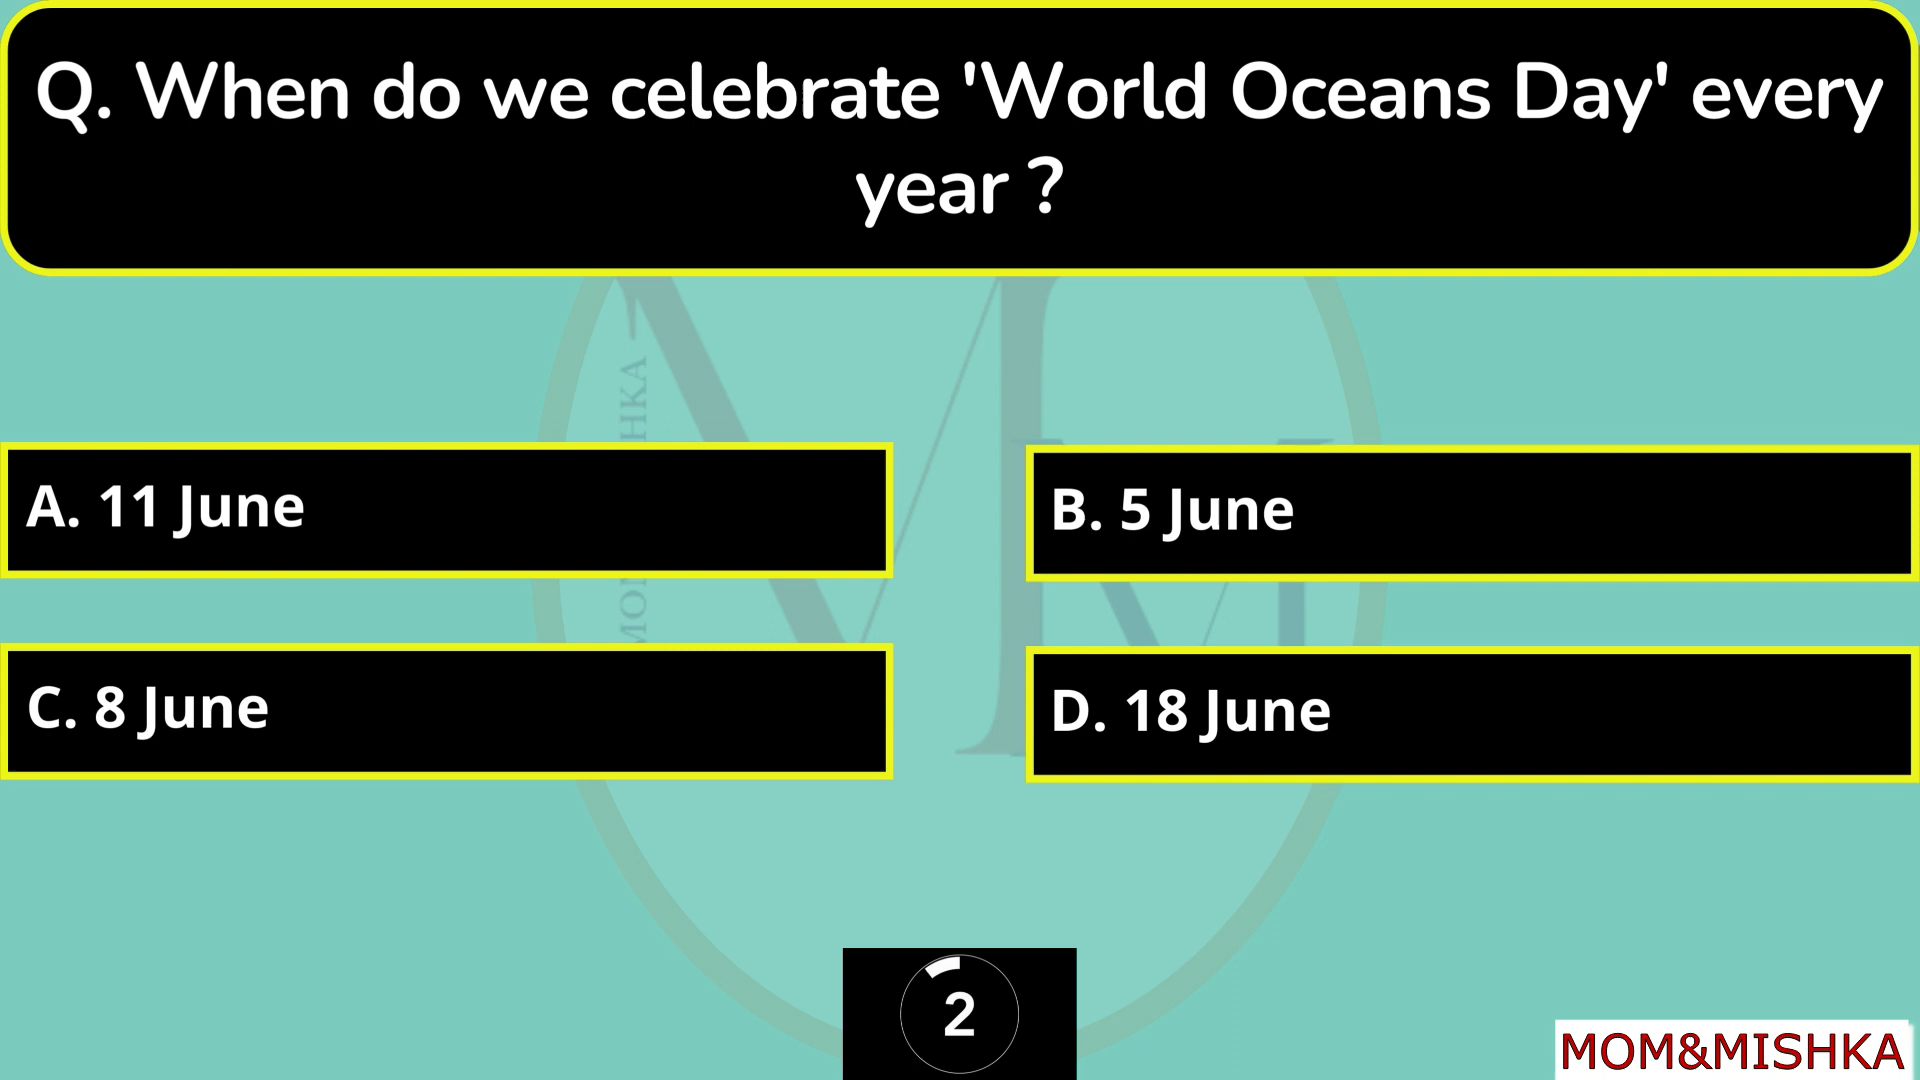 Q. When do we celebrate 'World Oceans Day' every
year ?
A. 11 June
B. 5 June
C. 8 June
D. 18 June
2
MOM&MISHKA